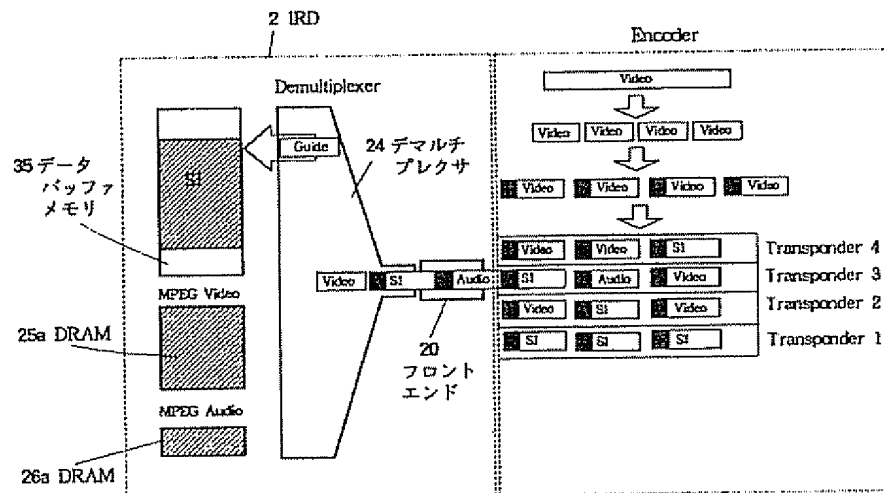 2 IRD
Encoder
Demultiplexer
Video
Video Video Video Video
Video Video Video Video
Guide
24 デマルチ
プレクサ
35 データ
バッファ
メモリ
SI
Video Video SI Transponder 4
Video SI Audio SI Audio Video Transponder 3
Video SI Video Transponder 2
SI SI SI Transponder 1
MPEG Video
25a DRAM
20
フロント
エンド
MPEG Audio
26a DRAM